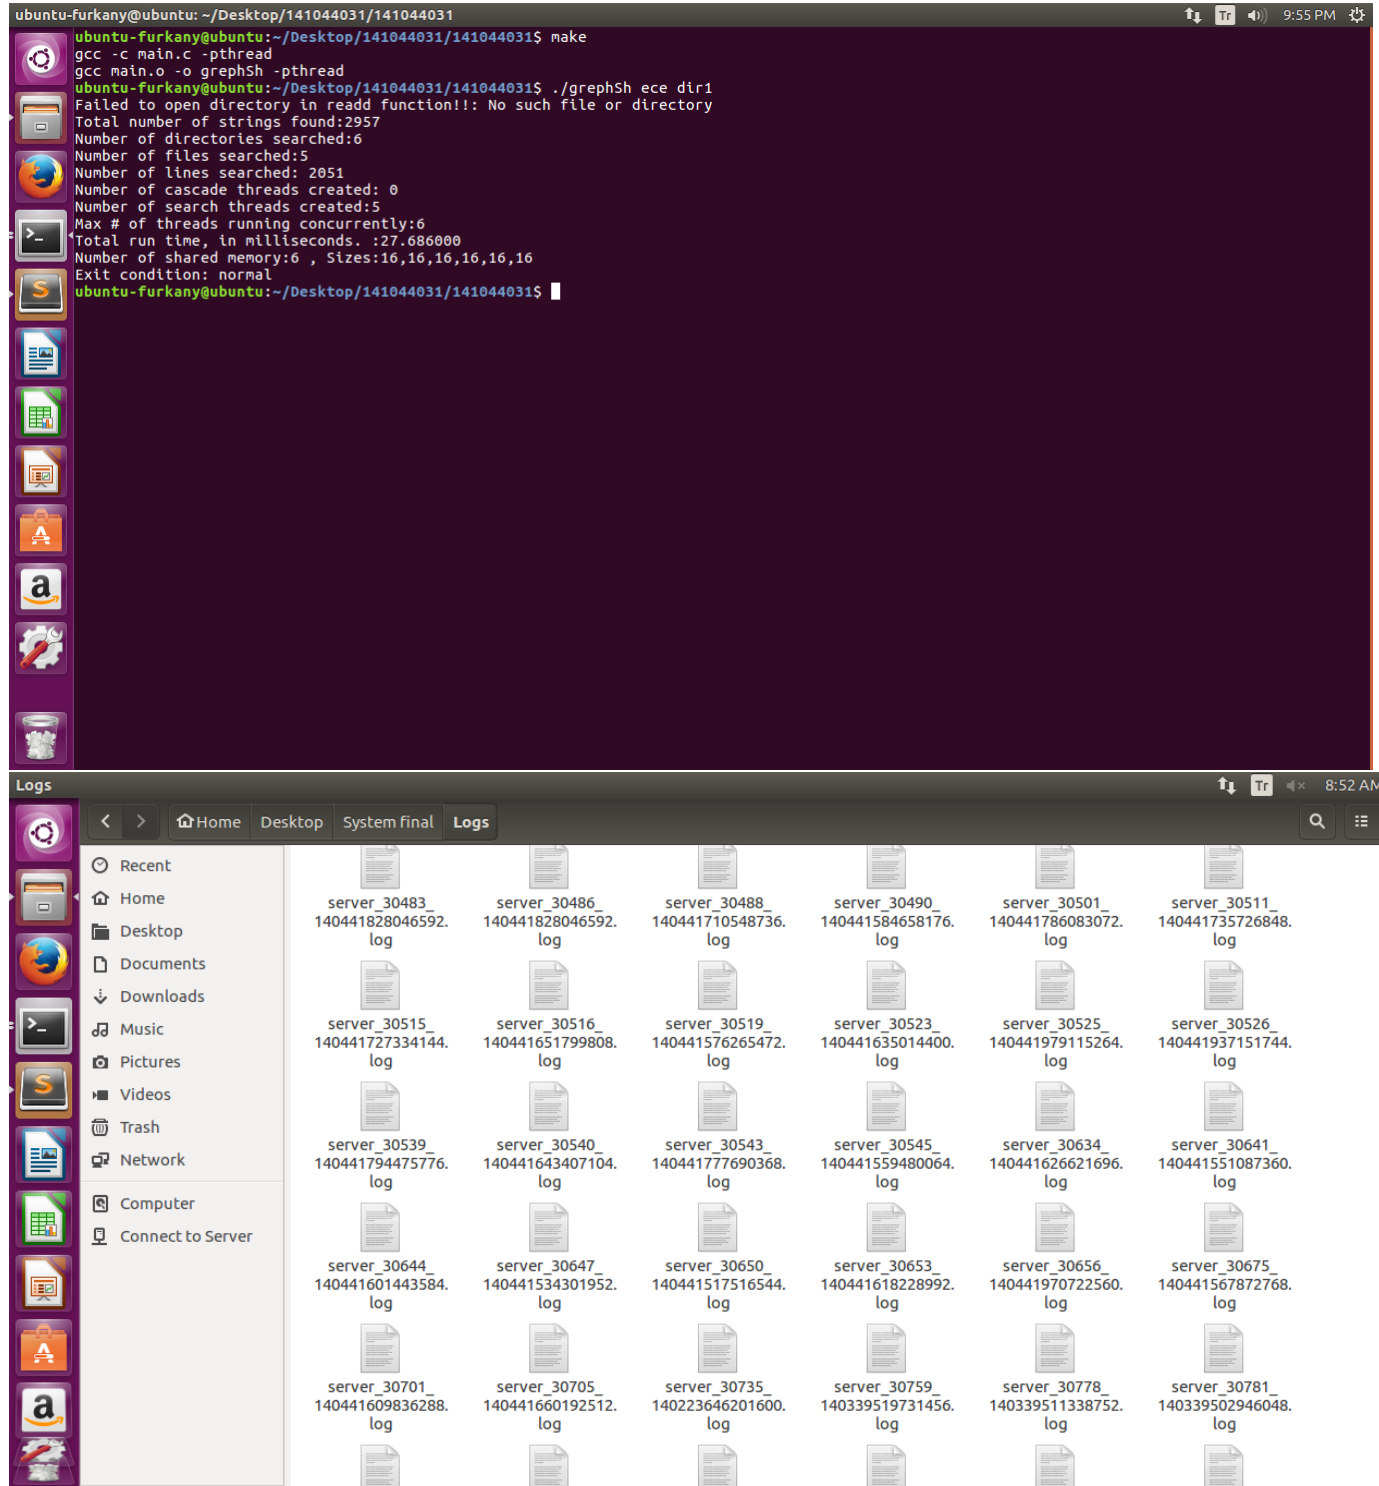 ubuntu-furkany@ubuntu: ~/Desktop/141044031/141044031
Tr 9:55 PM
ubuntu-furkany@ubuntu:~/Desktop/141044031/141044031$ make
gcc -c main.c -pthread
gcc main.o -o grephSh -pthread
ubuntu-furkany@ubuntu:~/Desktop/141044031/141044031$ ./grephSh ece dir1
Failed to open directory in readd function!!: No such file or directory
Total number of strings found:2957
Number of directories searched:6
Number of files searched:5
Number of lines searched: 2051
Number of cascade threads created: 0
Number of search threads created:5
Max # of threads running concurrently:6
Total run time, in milliseconds. :27.686000
Number of shared memory:6 , Sizes:16,16,16,16,16,16
Exit condition: normal
ubuntu-furkany@ubuntu:~/Desktop/141044031/141044031$
Logs
Tr 8:52 AM
Home Desktop System final Logs
Recent
Home
Desktop
Documents
Downloads
Music
Pictures
Videos
Trash
Network
Computer
Connect to Server
server_30483_ server_30486_ server_30488_ server_30490_ server_30501_ server_30511_
140441828046592. 140441828046592. 140441710548736. 140441584658176. 140441786083072. 140441735726848.
log log log log log log
server_30515_ server_30516_ server_30519_ server_30523_ server_30525_ server_30526_
140441727334144. 140441651799808. 140441576265472. 140441635014400. 140441979115264. 140441937151744.
log log log log log log
server_30539_ server_30540_ server_30543_ server_30545_ server_30634_ server_30641_
140441794475776. 140441643407104. 140441777690368. 140441559480064. 140441626621696. 140441551087360.
log log log log log log
server_30644_ server_30647_ server_30650_ server_30653_ server_30656_ server_30675_
140441601443584. 140441534301952. 140441517516544. 140441618228992. 140441970722560. 140441567872768.
log log log log log log
server_30701_ server_30705_ server_30735_ server_30759_ server_30778_ server_30781_
140441609836288. 140441660192512. 140223646201600. 140339519731456. 140339511338752. 140339502946048.
log log log log log log